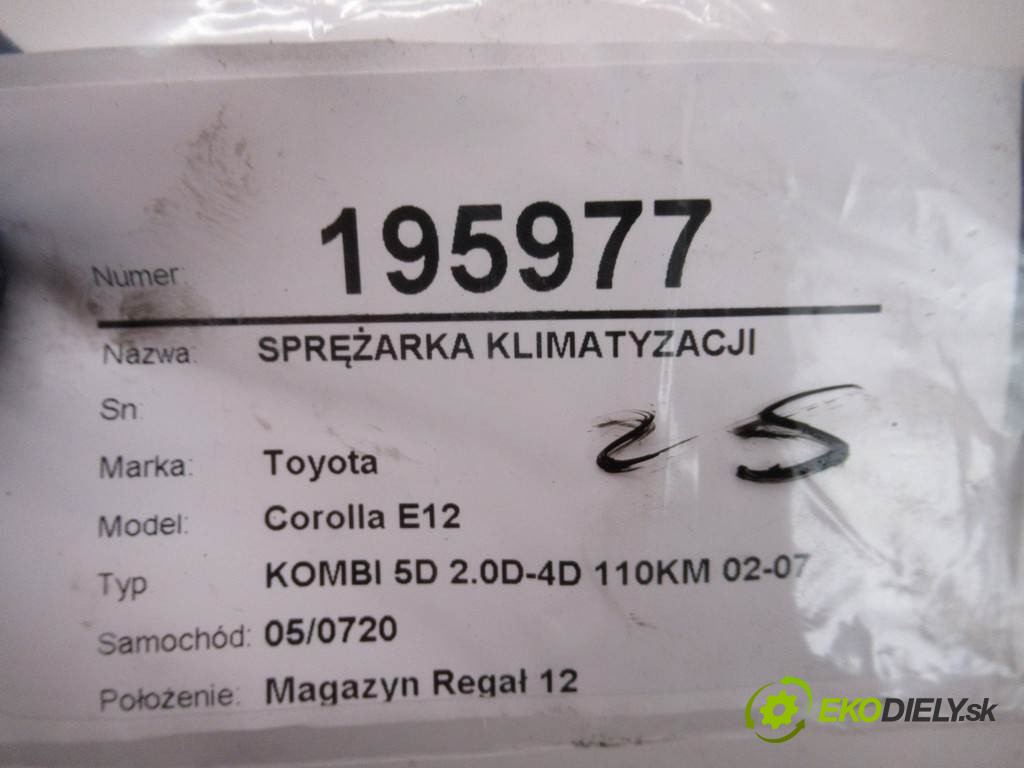 Numer: 195977
Nazwa: SPRĘŻARKA KLIMATYZACJI
Sn:
25
Marka: Toyota
Model: Corolla E12
Typ KOMBI 5D 2.0D-4D 110KM 02-07
Samochód: 05/0720
Położenie: Magazyn Regał 12
EKODIELY.sk